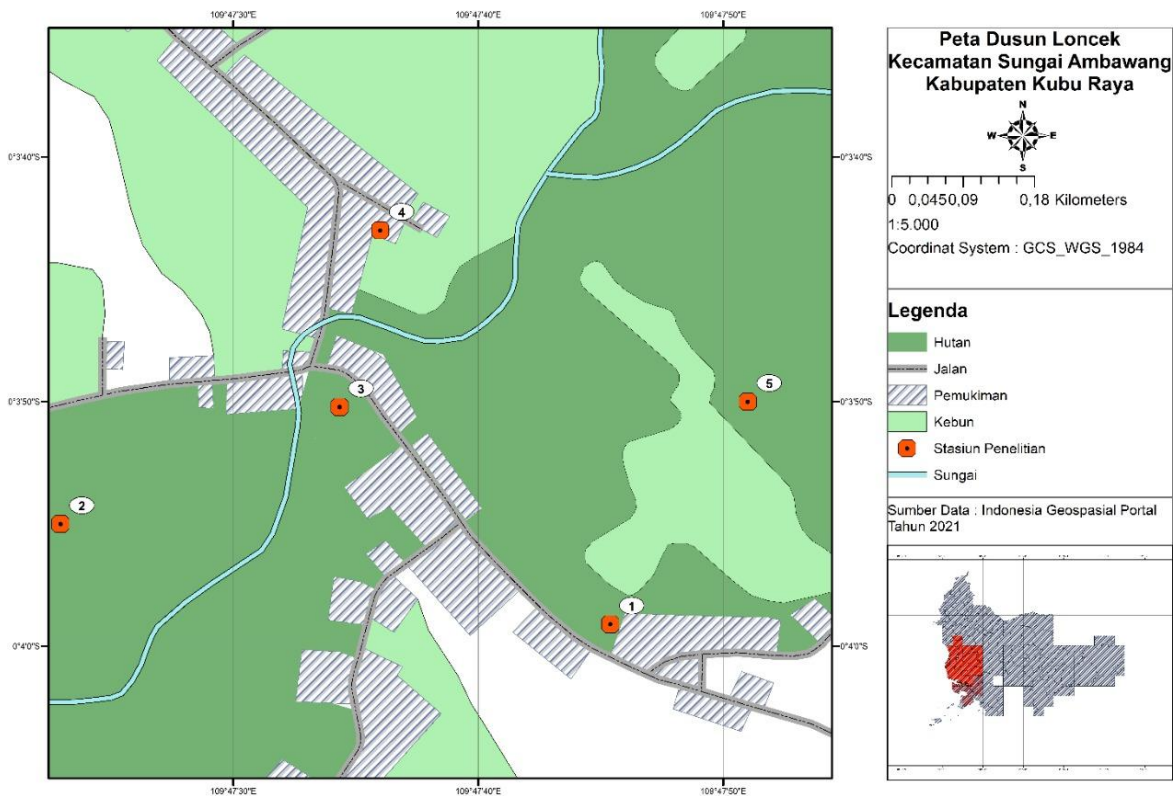 109°47'30"E
109°47'40"E
109°47'50"E
0°3'40"S
0°3'40"S
4
0°3'50"S
3
5
0°3'50"S
2
1
0°4'0"S
0°4'0"S
109°47'30"E
109°47'40"E
109°47'50"E
Peta Dusun Loncek
Kecamatan Sungai Ambawang
Kabupaten Kubu Raya
N
W
E
S
0 0,0450,09 0,18 Kilometers
1:5.000
Coordinat System : GCS_WGS_1984
Legenda
Hutan
Jalan
Pemukiman
Kebun
Stasiun Penelitian
Sungai
Sumber Data : Indonesia Geospasial Portal
Tahun 2021